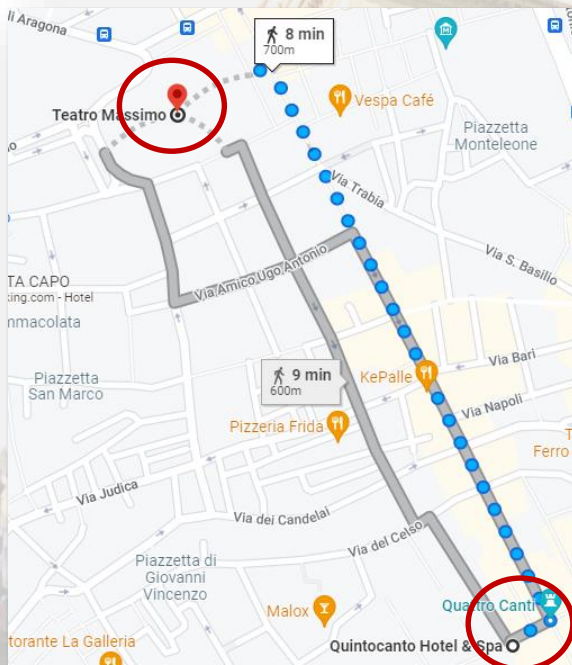 li Aragona
8 min
700m
Teatro Massimo
Vespa Café
Piazzetta
Monteleone
Via Trabia
Via S. Basilio
Via Amico Ugo Antonio
TA CAPO
king.com - Hotel
mmacolata
Piazzetta
San Marco
9 min
600m
KePalle
Via Bari
Via Napoli
Pizzeria Frida
Ferro
Via Judica
Via dei Candelai
Via del Celso
Piazzetta di
Giovanni
Vincenzo
Malox
Quattro Canti
Quintocanto Hotel & Spa
torante La Galleria